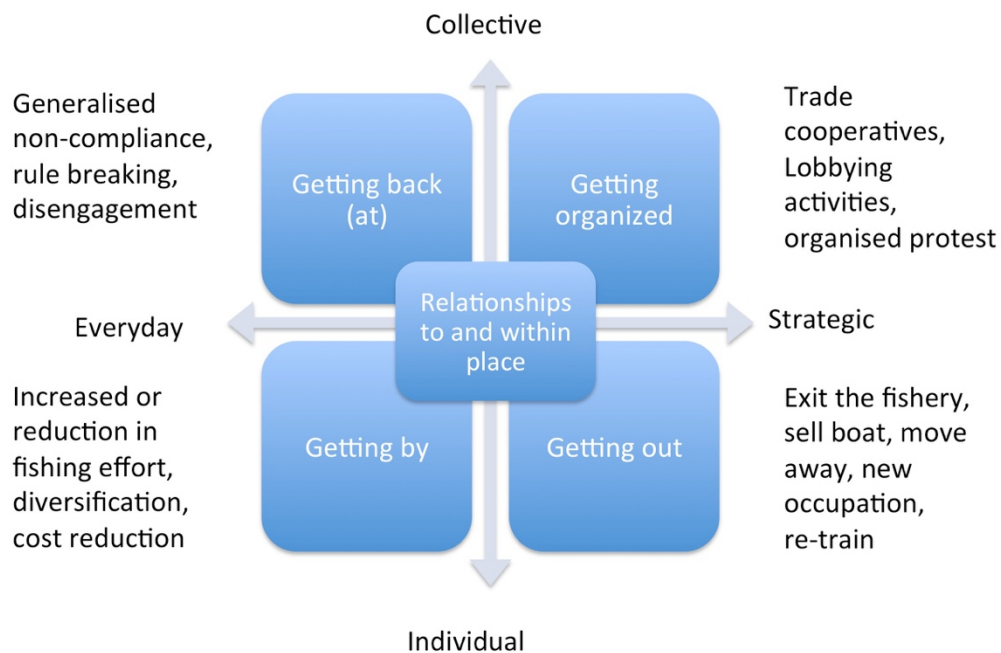 Collective
Generalised
non-compliance,
rule breaking,
disengagement
Getting back
(at)
Getting
organized
Trade
cooperatives,
Lobbying
activities,
organised protest
Everyday
Relationships
to and within
place
Strategic
Increased or
reduction in
fishing effort,
diversification,
cost reduction
Getting by
Getting out
Exit the fishery,
sell boat, move
away, new
occupation,
re-train
Individual